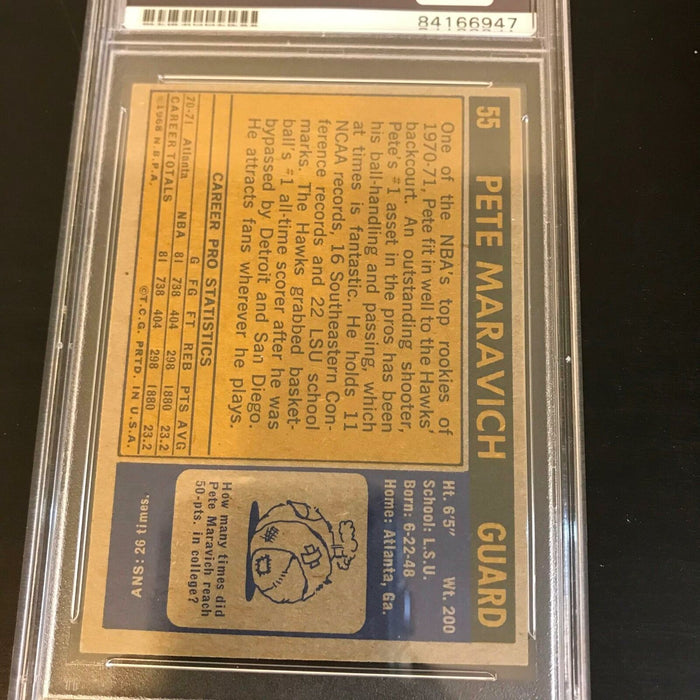 84166947
55 PETE MARAVICH GUARD
One of the NBA's top rookies of
1970-71, Pete fit in well to the Hawks'
backcourt. An outstanding shooter,
Pete's #1 asset in the pros has been
his ball-handling and passing, which
at times is fantastic. He holds 11
NCAA records, 16 Southeastern Con-
ference records and 22 LSU school
marks. The Hawks grabbed basket-
ball's #1 all-time scorer after he was
bypassed by Detroit and San Diego.
He attracts fans wherever he plays.
CAREER PRO STATISTICS
NBA G FG FT REB PTS AVG
70-71 Atlanta 81 738 404 298 1880 23.2
CAREER TOTALS 81 738 404 298 1880 23.2
©1968 N.B.P.A. ©T.C.G. PRTD. IN U.S.A.
Ht. 6'5" Wt. 200
School: L.S.U.
Born: 6-22-48
Home: Atlanta, Ga.
How many times did
Pete Maravich reach
50-pts. in college?
ANS: 26 times.